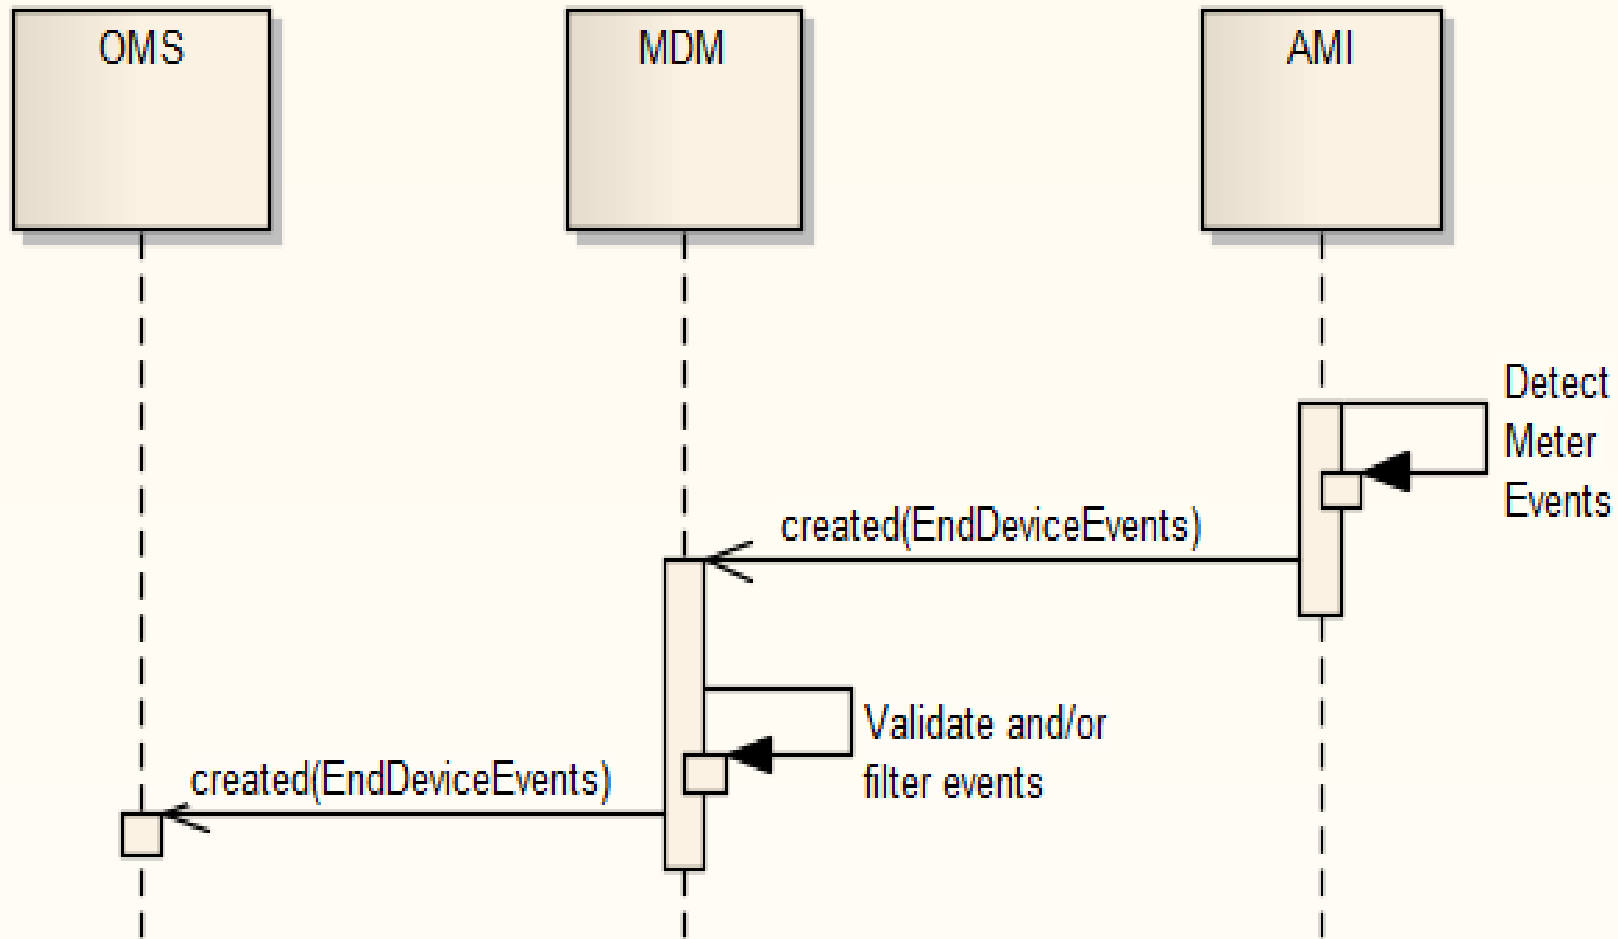 OMS
MDM
AMI
Detect
Meter
Events
created(EndDeviceEvents)
Validate and/or
filter events
created(EndDeviceEvents)